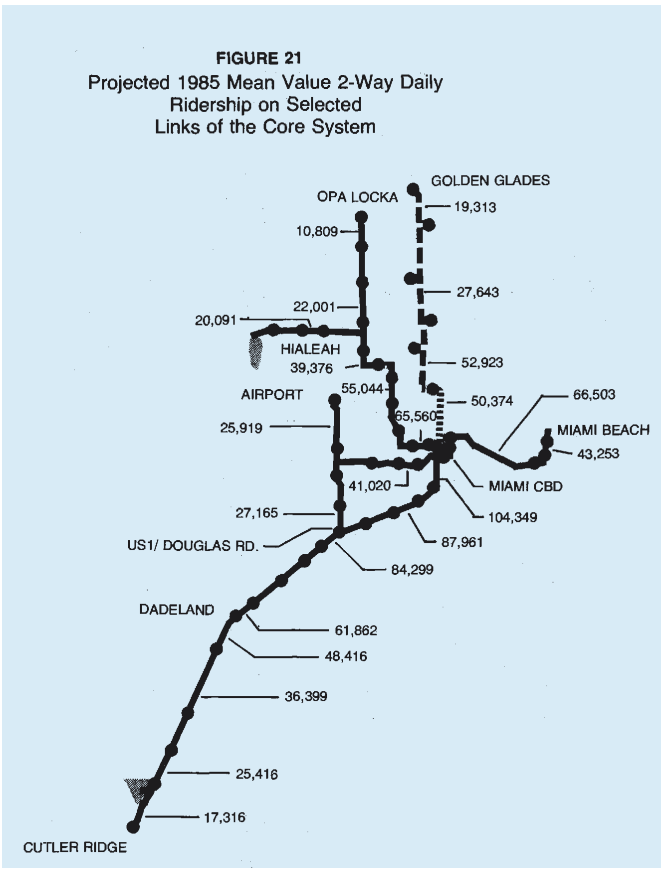 FIGURE 21
Projected 1985 Mean Value 2-Way Daily
Ridership on Selected
Links of the Core System
GOLDEN GLADES
OPA LOCKA
19,313
10,809
27,643
22,001
20,091
HIALEAH
39,376
52,923
55,044
AIRPORT
50,374
66,503
65,560
25,919
MIAMI BEACH
43,253
41,020
MIAMI CBD
27,165
104,349
87,961
US1/ DOUGLAS RD.
84,299
DADELAND
61,862
48,416
36,399
25,416
17,316
CUTLER RIDGE